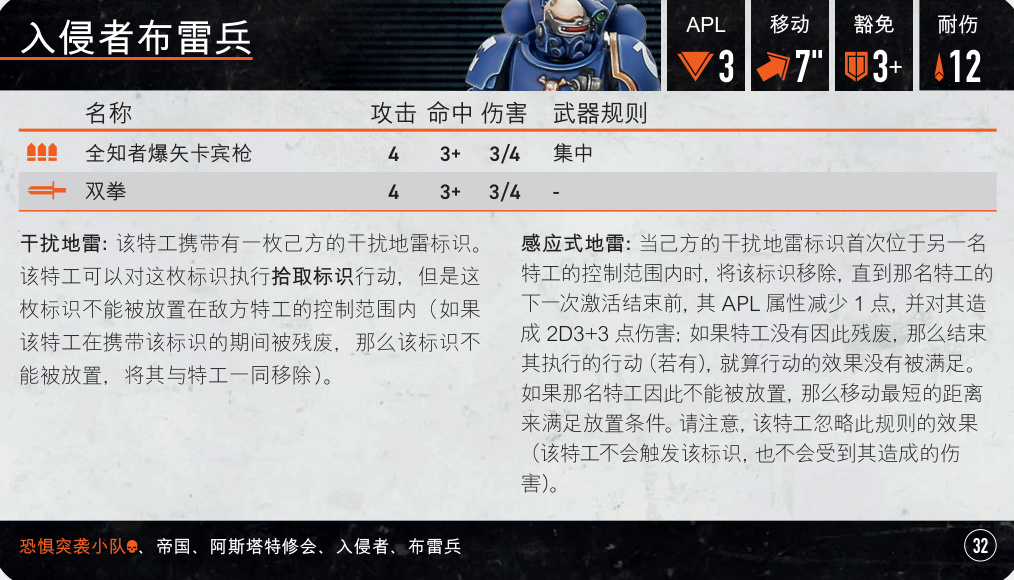 入侵者布雷兵
APL 移动 豁免 耐伤
3 7" 3+ 12
名称 攻击 命中 伤害 武器规则
全知者爆矢卡宾枪 4 3+ 3/4 集中
双拳 4 3+ 3/4 -
干扰地雷: 该特工携带有一枚己方的干扰地雷标识。
该特工可以对这枚标识执行拾取标识行动，但是这
枚标识不能被放置在敌方特工的控制范围内（如果
该特工在携带该标识的期间被残废，那么该标识不
能被放置，将其与特工一同移除）。
感应式地雷: 当己方的干扰地雷标识首次位于另一名
特工的控制范围内时, 将该标识移除, 直到那名特工的
下一次激活结束前, 其 APL 属性减少 1 点, 并对其造
成 2D3+3 点伤害; 如果特工没有因此残废, 那么结束
其执行的行动 (若有), 就算行动的效果没有被满足。
如果那名特工因此不能被放置, 那么移动最短的距离
来满足放置条件。请注意, 该特工忽略此规则的效果
（该特工不会触发该标识, 也不会受到其造成的伤
害)。
恐惧突袭小队、帝国、阿斯塔特修会、入侵者、布雷兵
32